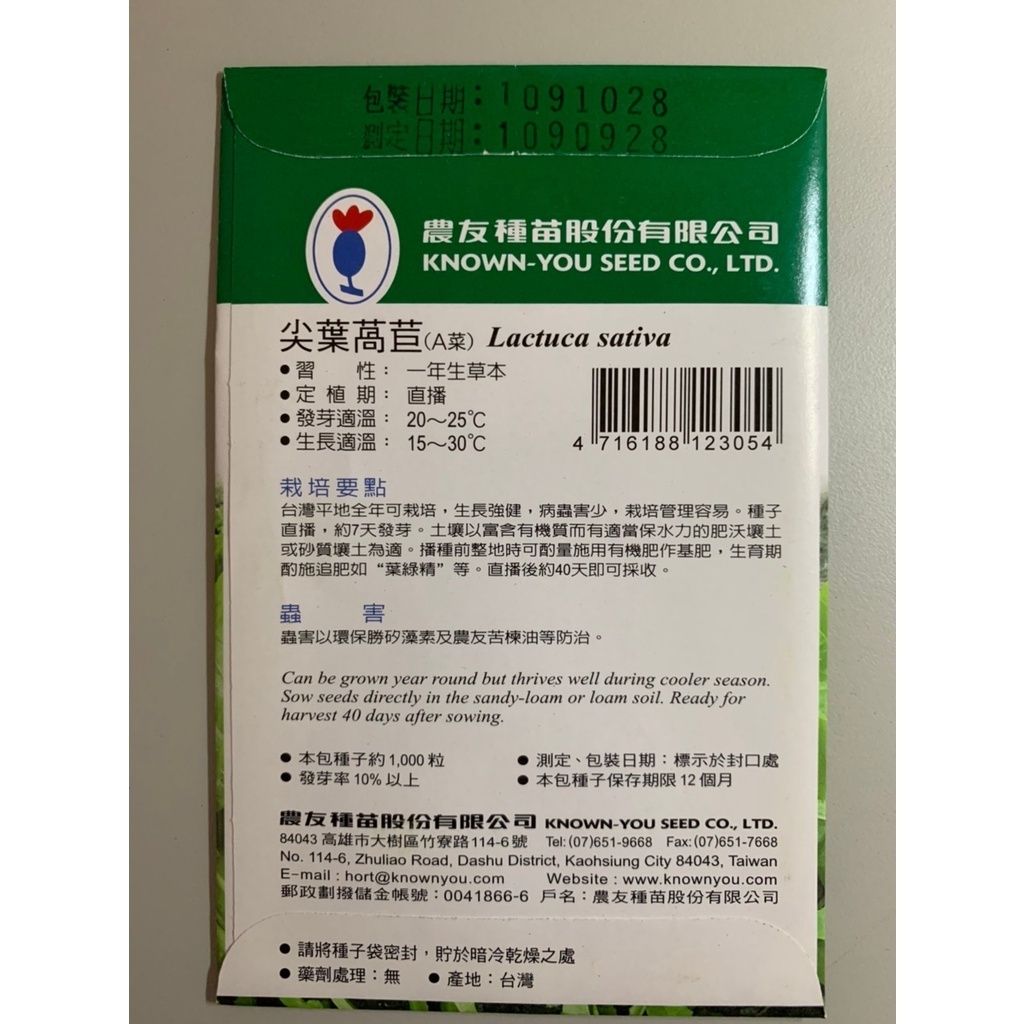 包裝日期：1091028
測定日期：1090928
農友種苗股份有限公司
KNOWN-YOU SEED CO., LTD.
尖葉萵苣(A菜) Lactuca sativa
●習　性：一年生草本
●定植期：直播
●發芽適溫：20～25℃
●生長適溫：15～30℃
4 716188 123054
栽培要點
台灣平地全年可栽培，生長強健，病蟲害少，栽培管理容易。種子
直播，約7天發芽。土壤以富含有機質而有適當保水力的肥沃壤土
或砂質壤土為適。播種前整地時可酌量施用有機肥作基肥，生育期
酌施追肥如“葉綠精”等。直播後約40天即可採收。
蟲　害
蟲害以環保勝矽藻素及農友苦楝油等防治。
Can be grown year round but thrives well during cooler season.
Sow seeds directly in the sandy-loam or loam soil. Ready for
harvest 40 days after sowing.
●本包種子約1,000粒　●測定、包裝日期：標示於封口處
●發芽率10%以上　●本包種子保存期限12個月
農友種苗股份有限公司 KNOWN-YOU SEED CO., LTD.
84043 高雄市大樹區竹寮路114-6號 Tel:(07)651-9668 Fax:(07)651-7668
No. 114-6, Zhuliao Road, Dashu District, Kaohsiung City 84043, Taiwan
E-mail : hort@knownyou.com Website : www.knownyou.com
郵政劃撥儲金帳號：0041866-6 戶名：農友種苗股份有限公司
●請將種子袋密封，貯於暗冷乾燥之處
●藥劑處理：無　●產地：台灣